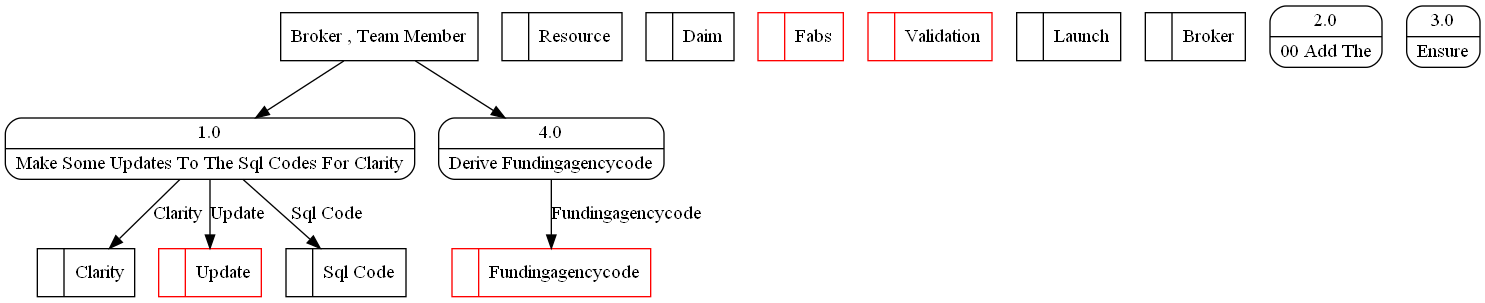 Broker , Team Member
Resource
Daim
Fabs
Validation
Launch
Broker
2.0
00 Add The
3.0
Ensure
1.0
Make Some Updates To The Sql Codes For Clarity
4.0
Derive Fundingagencycode
Clarity
Update
Sql Code
Fundingagencycode
Clarity
Update
Sql Code
Fundingagencycode